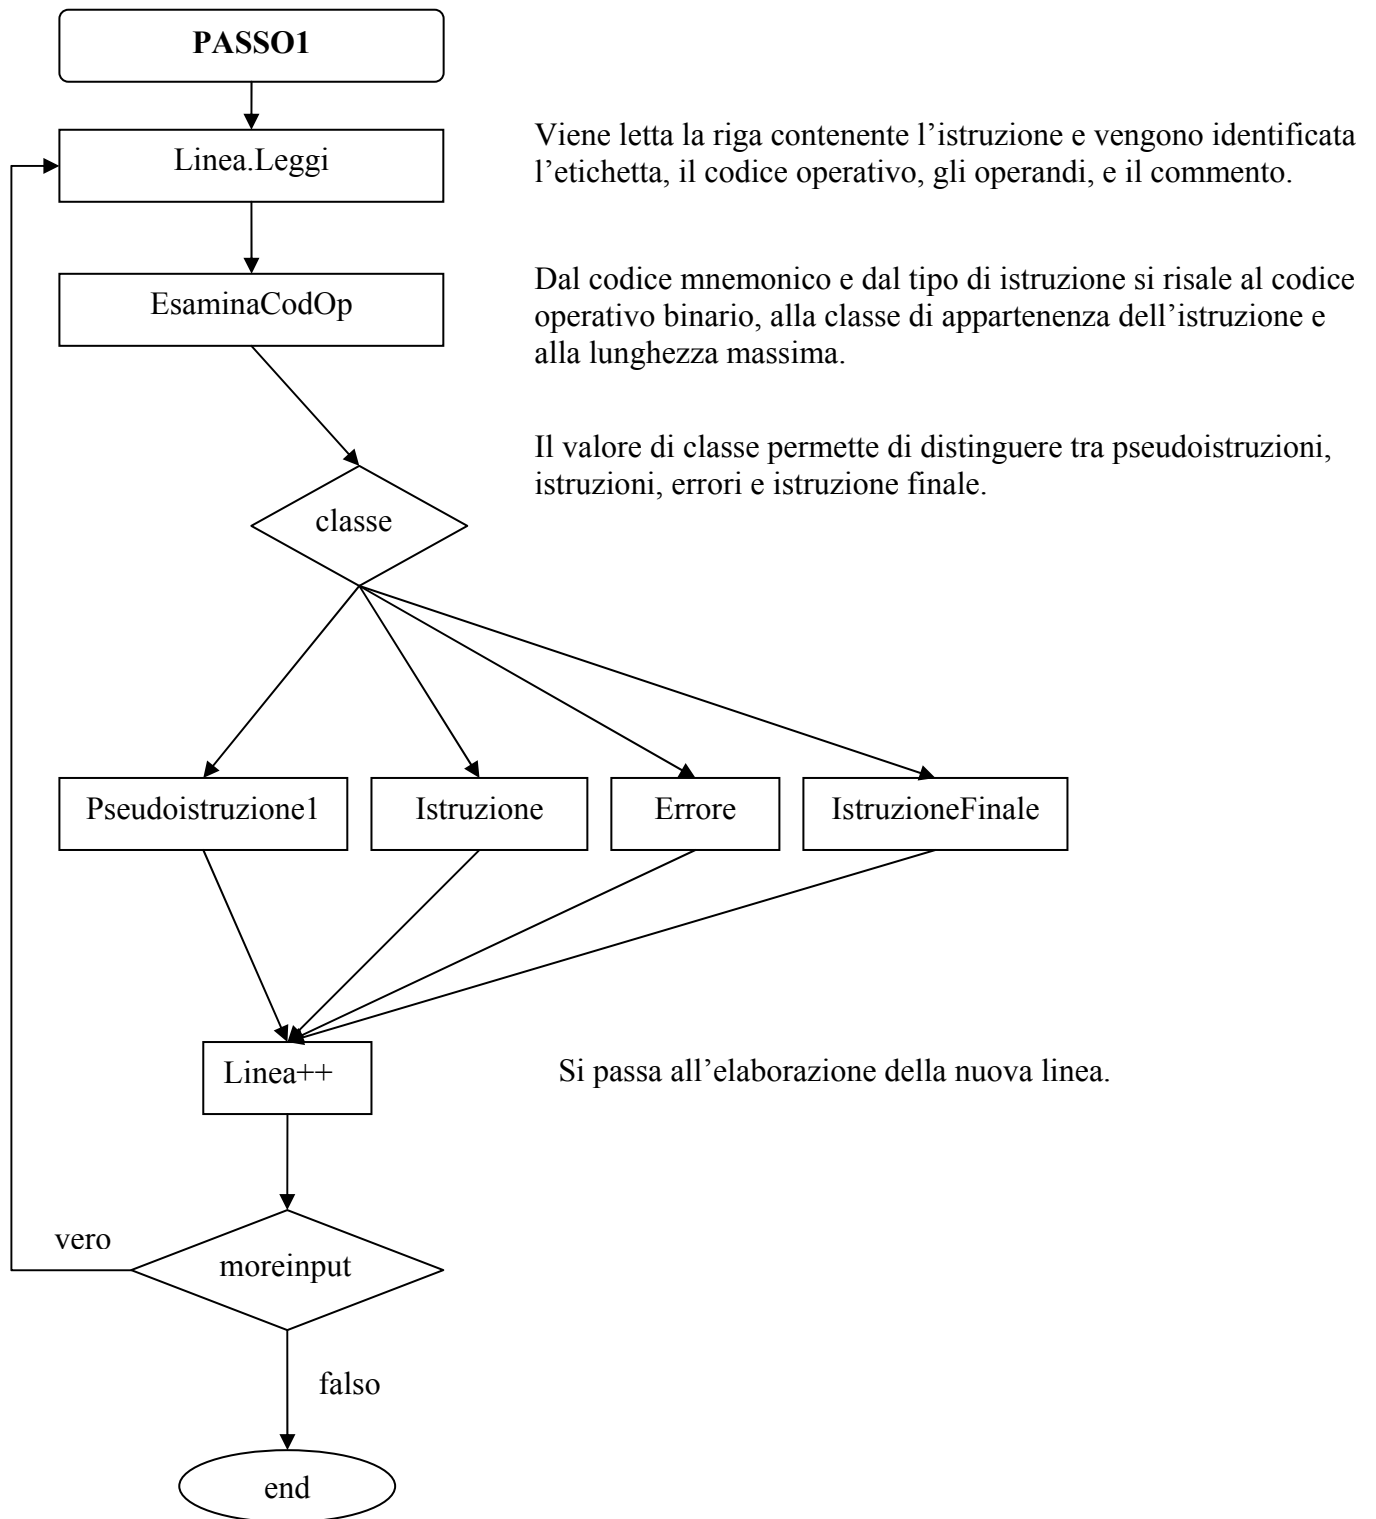 PASSO1
Linea.Leggi
Viene letta la riga contenente l’istruzione e vengono identificata
l’etichetta, il codice operativo, gli operandi, e il commento.
EsaminaCodOp
Dal codice mnemonico e dal tipo di istruzione si risale al codice
operativo binario, alla classe di appartenenza dell’istruzione e
alla lunghezza massima.
Il valore di classe permette di distinguere tra pseudoistruzioni,
istruzioni, errori e istruzione finale.
classe
Pseudoistruzione1
Istruzione
Errore
IstruzioneFinale
Linea++
Si passa all’elaborazione della nuova linea.
vero
moreinput
falso
end